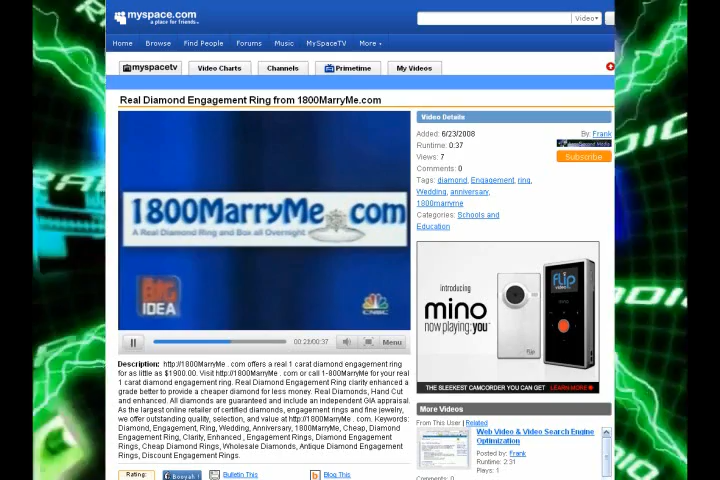 myspace.com
a place for friends
Video
Home Browse Find People Forums Music MySpaceTV More
myspacetv Video Charts Channels Primetime My Videos
Real Diamond Engagement Ring from 1800MarryMe.com
1800MarryMe.com
A Real Diamond Ring and Box all Overnight
BIG
IDEA
CNBC
00:23/00:37 Menu
Description: http://1800MarryMe . com offers a real 1 carat diamond engagement ring
for as little as $1900.00. Visit http://1800MarryMe . com or call 1-800MarryMe for your real
1 carat diamond engagement ring. Real Diamond Engagement Ring clarity enhanced a
grade better to provide a cheaper diamond for less money. Real Diamonds, Hand Cut
and enhanced. All diamonds are guaranteed and include an independent GIA appraisal.
As the largest online retailer of certified diamonds, engagement rings and fine jewelry,
we offer outstanding quality, selection, and value at http://1800MarryMe . com. Keywords:
Diamond, Engagement, Ring, Wedding, Anniversary, 1800MarryMe, Cheap, Diamond
Engagement Ring, Clarity, Enhanced , Engagement Rings, Diamond Engagement
Rings, Cheap Diamond Rings, Wholesale Diamonds, Antique Diamond Engagement
Rings, Discount Engagement Rings.
Rating: Booyah! Bulletin This Blog This
Video Details
Added: 6/23/2008
Runtime: 0:37
Views: 7
Comments: 0
Tags: diamond, Engagement, ring,
Wedding, anniversary,
1800marryme
Categories: Schools and
Education
By: Frank
Subscribe
introducing
mino
now playing: you
flip
video
flip
THE SLEEKEST CAMCORDER YOU CAN GET LEARN MORE
More Videos
From This User | Related
Web Video & Video Search Engine
Optimization
Posted by: Frank
Runtime: 2:31
Plays: 1
Comments: 0